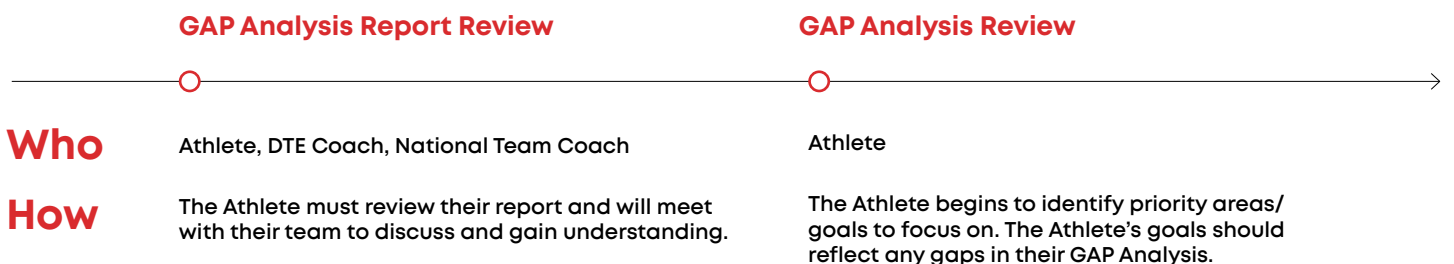 GAP Analysis Report Review
GAP Analysis Review
Who
Athlete, DTE Coach, National Team Coach
Athlete
How
The Athlete must review their report and will meet
with their team to discuss and gain understanding.
The Athlete begins to identify priority areas/
goals to focus on. The Athlete's goals should
reflect any gaps in their GAP Analysis.